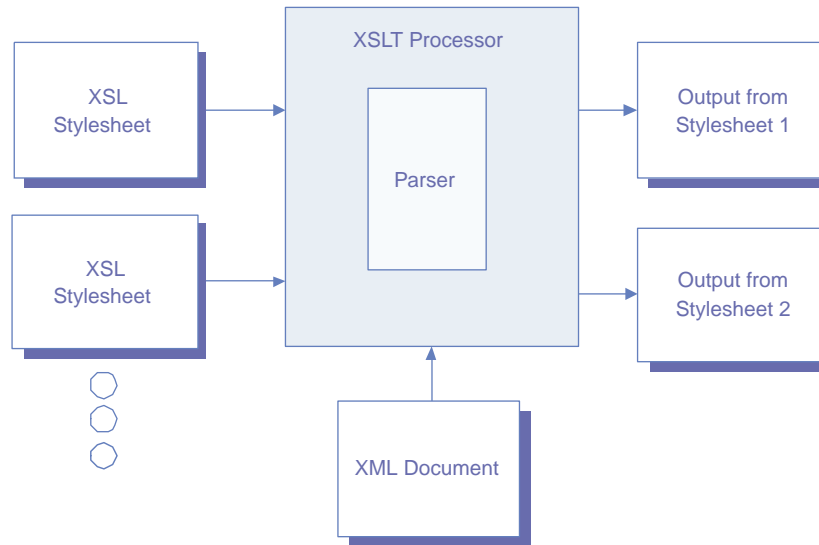 XSLT Processor
XSL
Stylesheet
Output from
Stylesheet 1
Parser
XSL
Stylesheet
Output from
Stylesheet 2
XML Document